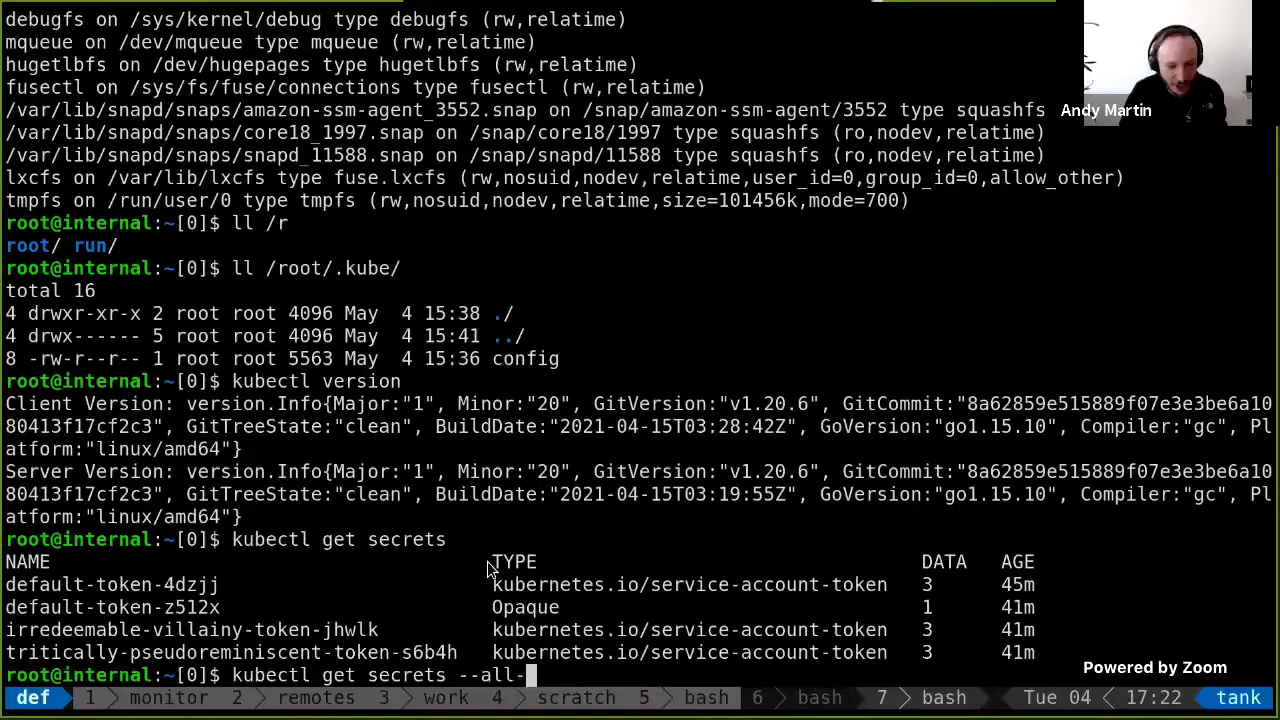 debugfs on /sys/kernel/debug type debugfs (rw,relatime)
mqueue on /dev/mqueue type mqueue (rw,relatime)
hugetlbfs on /dev/hugepages type hugetlbfs (rw,relatime)
fusectl on /sys/fs/fuse/connections type fusectl (rw,relatime)
/var/lib/snapd/snaps/amazon-ssm-agent_3552.snap on /snap/amazon-ssm-agent/3552 type squashfs
Andy Martin
/var/lib/snapd/snaps/core18_1997.snap on /snap/core18/1997 type squashfs (ro,nodev,relatime)
/var/lib/snapd/snaps/snapd_11588.snap on /snap/snapd/11588 type squashfs (ro,nodev,relatime)
lxcfs on /var/lib/lxcfs type fuse.lxcfs (rw,nosuid,nodev,relatime,user_id=0,group_id=0,allow_other)
tmpfs on /run/user/0 type tmpfs (rw,nosuid,nodev,relatime,size=101456k,mode=700)
root@internal:~[0]$ ll /r
root/ run/
root@internal:~[0]$ ll /root/.kube/
total 16
4 drwxr-xr-x 2 root root 4096 May  4 15:38 ./
4 drwx------ 5 root root 4096 May  4 15:41 ../
8 -rw-r--r-- 1 root root 5563 May  4 15:36 config
root@internal:~[0]$ kubectl version
Client Version: version.Info{Major:"1", Minor:"20", GitVersion:"v1.20.6", GitCommit:"8a62859e515889f07e3e3be6a10
80413f17cf2c3", GitTreeState:"clean", BuildDate:"2021-04-15T03:28:42Z", GoVersion:"go1.15.10", Compiler:"gc", Pl
atform:"linux/amd64"}
Server Version: version.Info{Major:"1", Minor:"20", GitVersion:"v1.20.6", GitCommit:"8a62859e515889f07e3e3be6a10
80413f17cf2c3", GitTreeState:"clean", BuildDate:"2021-04-15T03:19:55Z", GoVersion:"go1.15.10", Compiler:"gc", Pl
atform:"linux/amd64"}
root@internal:~[0]$ kubectl get secrets
NAME TYPE DATA AGE
default-token-4dzjj kubernetes.io/service-account-token 3 45m
default-token-z512x Opaque 1 41m
irredeemable-villainy-token-jhwlk kubernetes.io/service-account-token 3 41m
tritically-pseudoreminiscent-token-s6b4h kubernetes.io/service-account-token 3 41m
root@internal:~[0]$ kubectl get secrets --all-
Powered by Zoom
def 1 monitor 2 remotes 3 work 4 scratch 5 bash 6 bash 7 bash Tue 04 17:22 tank